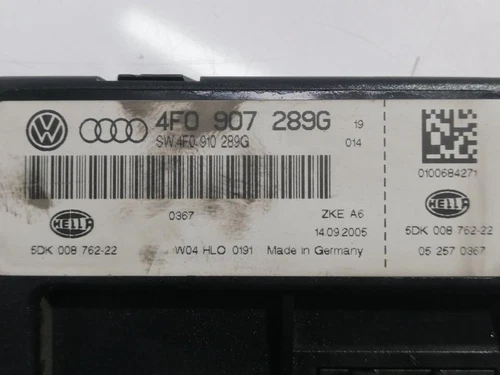 4F0 907 289G
19
SW.4F0 910 289G
014
0100684271
0367
ZKE A6
HELLA
HELLA
14.09.2005
5DK 008 762-22
W04 HLO 0191
Made in Germany
5DK 008 762-22
05 257 0367